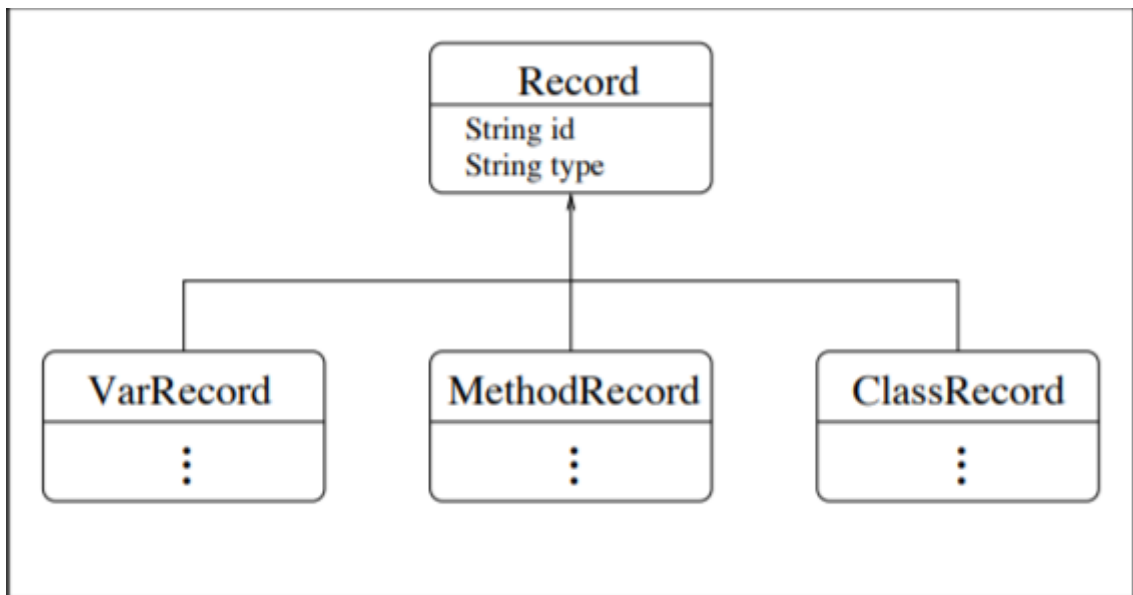 Record
String id
String type
VarRecord
MethodRecord
ClassRecord